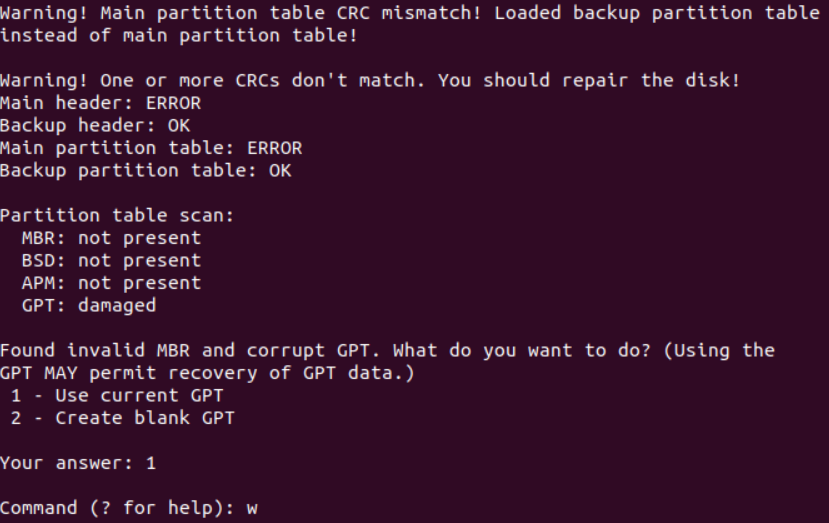 Warning! Main partition table CRC mismatch! Loaded backup partition table
instead of main partition table!
Warning! One or more CRCs don't match. You should repair the disk!
Main header: ERROR
Backup header: OK
Main partition table: ERROR
Backup partition table: OK
Partition table scan:
  MBR: not present
  BSD: not present
  APM: not present
  GPT: damaged
Found invalid MBR and corrupt GPT. What do you want to do? (Using the
GPT MAY permit recovery of GPT data.)
 1 - Use current GPT
 2 - Create blank GPT
Your answer: 1
Command (? for help): w